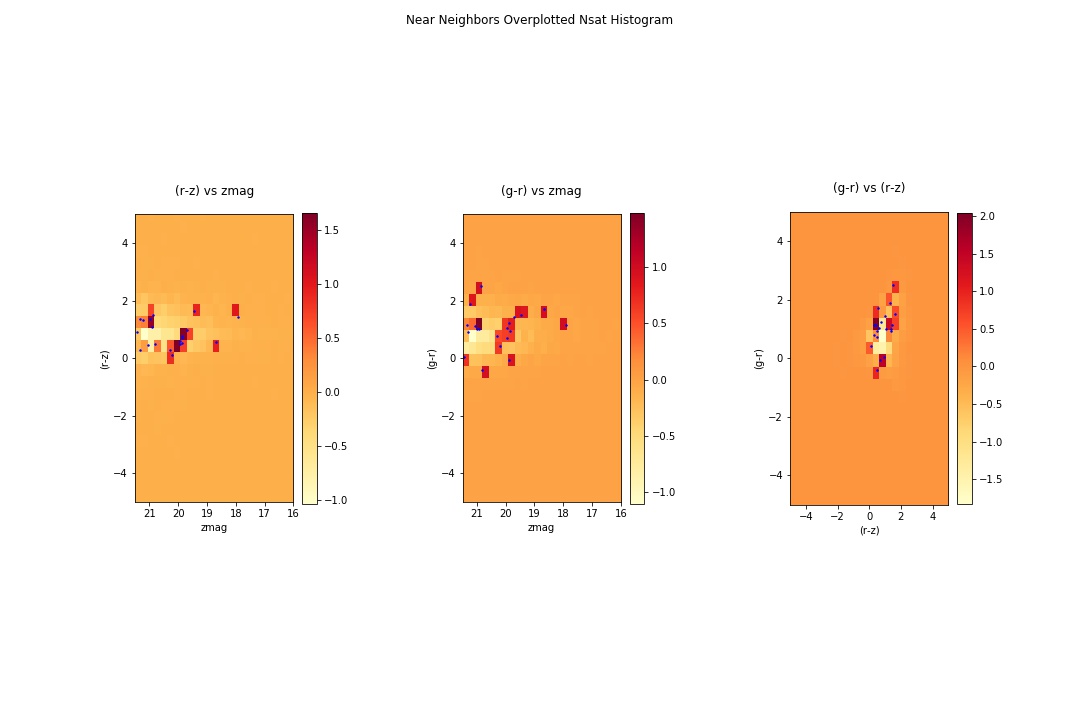 Near Neighbors Overplotted Nsat Histogram
(r-z) vs zmag
(g-r) vs zmag
(g-r) vs (r-z)
4
2
0
−2
−4
(r-z)
21 20 19 18 17 16
zmag
1.5
1.0
0.5
0.0
−0.5
−1.0
4
2
0
−2
−4
(g-r)
21 20 19 18 17 16
zmag
1.0
0.5
0.0
−0.5
−1.0
4
2
0
−2
−4
(g-r)
−4 −2 0 2 4
(r-z)
2.0
1.5
1.0
0.5
0.0
−0.5
−1.0
−1.5